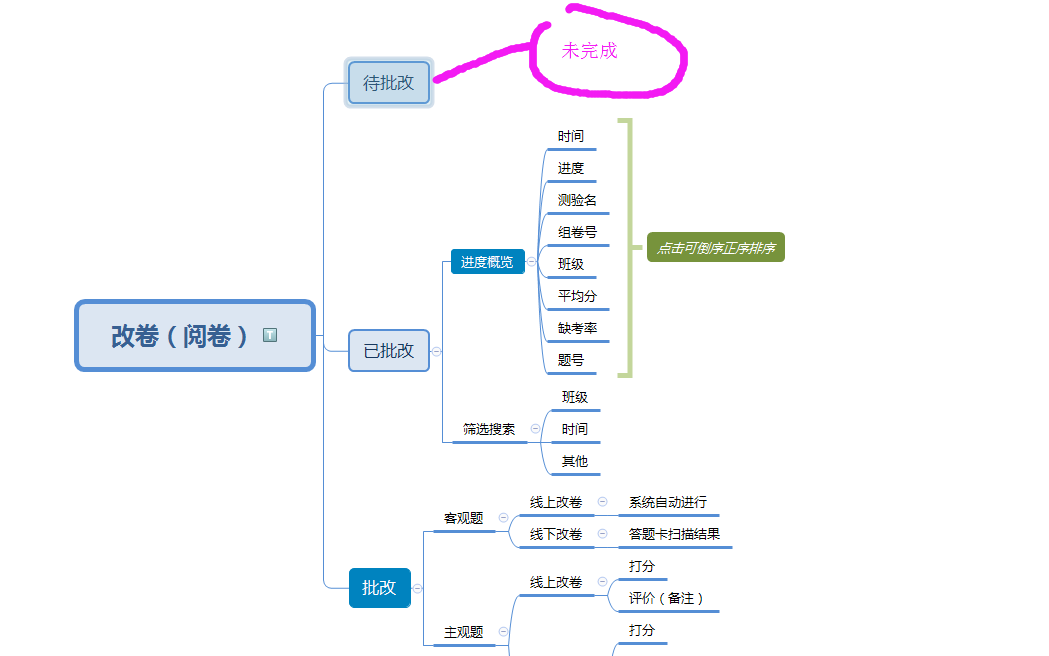 未完成
待批改
时间
进度
测验名
组卷号
班级
平均分
缺考率
题号
进度概览
点击可倒序正序排序
改卷（阅卷）
T
已批改
班级
时间
其他
筛选搜索
线上改卷
系统自动进行
客观题
线下改卷
答题卡扫描结果
批改
线上改卷
打分
评价（备注）
主观题
打分